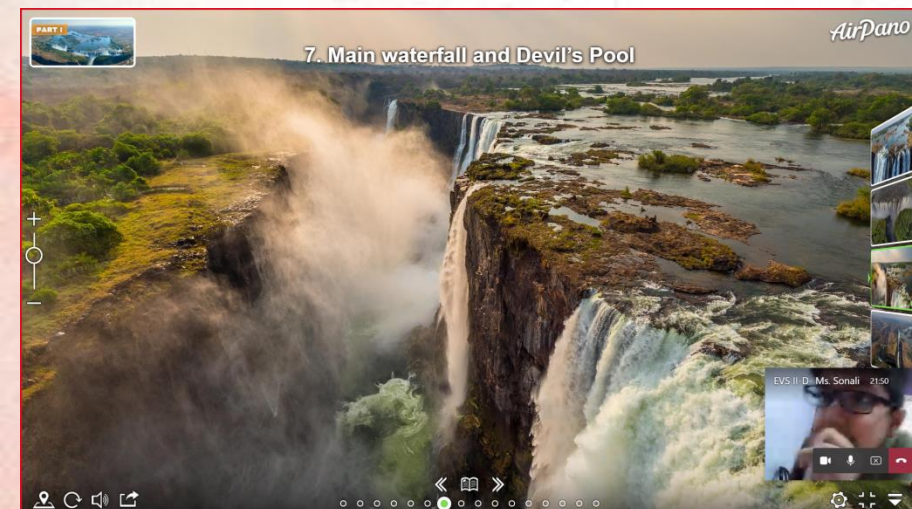 PART I
7. Main waterfall and Devil's Pool
AirPano
EVS II-D Ms. Sonali 21:50